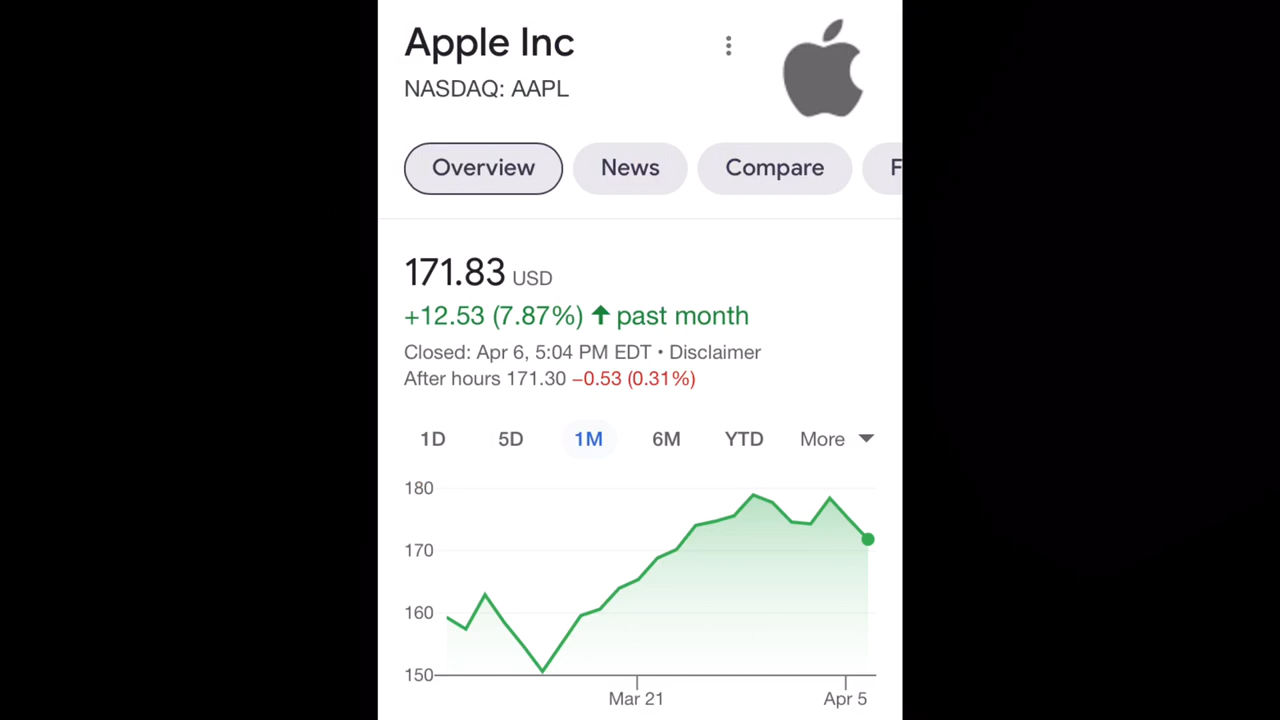 Apple Inc
NASDAQ: AAPL
Overview News Compare F
171.83 USD
+12.53 (7.87%) ↑ past month
Closed: Apr 6, 5:04 PM EDT • Disclaimer
After hours 171.30 −0.53 (0.31%)
1D 5D 1M 6M YTD More
180
170
160
150
Mar 21 Apr 5